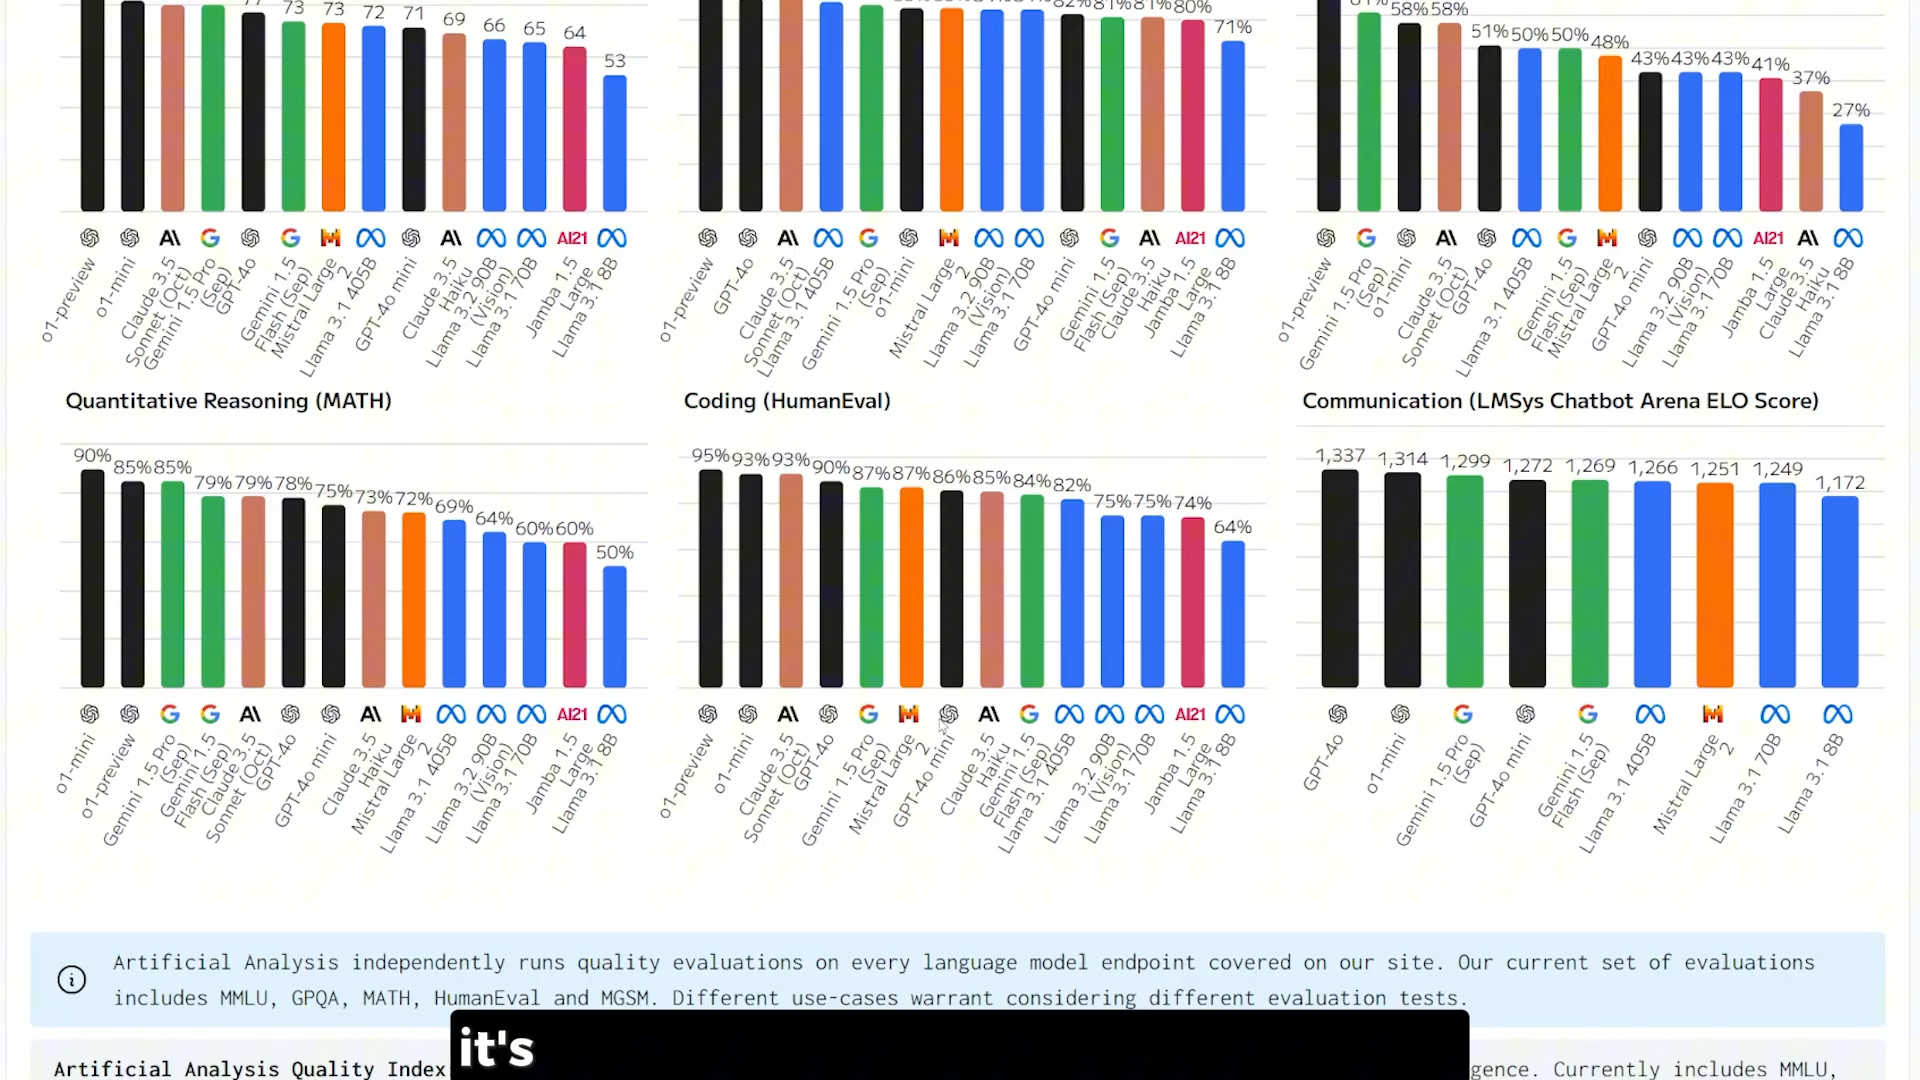 73 73 72 71 69 66 65 64 53
81% 81% 80% 71%
58% 58% 51% 50% 50% 48% 43% 43% 43% 41% 37% 27%
AI21
AI21
AI21
o1-preview
o1-mini
Claude 3.5
Sonnet (Oct)
Gemini 1.5 Pro
(Sep)
GPT-4o
Gemini 1.5
Flash (Sep)
Mistral Large
2
Llama 3.1 405B
GPT-4o mini
Claude 3.5
Haiku
Llama 3.2 90B
(Vision)
Llama 3.1 70B
Jamba 1.5
Large
Llama 3.1 8B
o1-preview
GPT-4o
Claude 3.5
Sonnet (Oct)
Llama 3.1 405B
Gemini 1.5 Pro
(Sep)
o1-mini
Mistral Large
2
Llama 3.2 90B
(Vision)
Llama 3.1 70B
GPT-4o mini
Gemini 1.5
Flash (Sep)
Claude 3.5
Haiku
Jamba 1.5
Large
Llama 3.1 8B
o1-preview
Gemini 1.5 Pro
(Sep)
o1-mini
Claude 3.5
Sonnet (Oct)
GPT-4o
Llama 3.1 405B
Gemini 1.5
Flash (Sep)
Mistral Large
2
GPT-4o mini
Llama 3.2 90B
(Vision)
Llama 3.1 70B
Jamba 1.5
Large
Claude 3.5
Haiku
Llama 3.1 8B
Quantitative Reasoning (MATH)
90% 85% 85% 79% 79% 78% 75% 73% 72% 69% 64% 60% 60% 50%
AI21
o1-mini
o1-preview
Gemini 1.5 Pro
(Sep)
Gemini 1.5
Flash (Sep)
Claude 3.5
Sonnet (Oct)
GPT-4o
GPT-4o mini
Claude 3.5
Haiku
Mistral Large
2
Llama 3.1 405B
Llama 3.2 90B
(Vision)
Llama 3.1 70B
Jamba 1.5
Large
Llama 3.1 8B
Coding (HumanEval)
95% 93% 93% 90% 87% 87% 86% 85% 84% 82% 75% 75% 74% 64%
AI21
o1-preview
o1-mini
Claude 3.5
Sonnet (Oct)
GPT-4o
Gemini 1.5 Pro
(Sep)
Mistral Large
2
GPT-4o mini
Claude 3.5
Haiku
Gemini 1.5
Flash (Sep)
Llama 3.1 405B
Llama 3.2 90B
(Vision)
Llama 3.1 70B
Jamba 1.5
Large
Llama 3.1 8B
Communication (LMSys Chatbot Arena ELO Score)
1,337 1,314 1,299 1,272 1,269 1,266 1,251 1,249 1,172
GPT-4o
o1-mini
Gemini 1.5 Pro
(Sep)
GPT-4o mini
Gemini 1.5
Flash (Sep)
Llama 3.1 405B
Mistral Large
2
Llama 3.1 70B
Llama 3.1 8B
Artificial Analysis independently runs quality evaluations on every language model endpoint covered on our site. Our current set of evaluations
includes MMLU, GPQA, MATH, HumanEval and MGSM. Different use-cases warrant considering different evaluation tests.
it's
Artificial Analysis Quality Index gence. Currently includes MMLU,